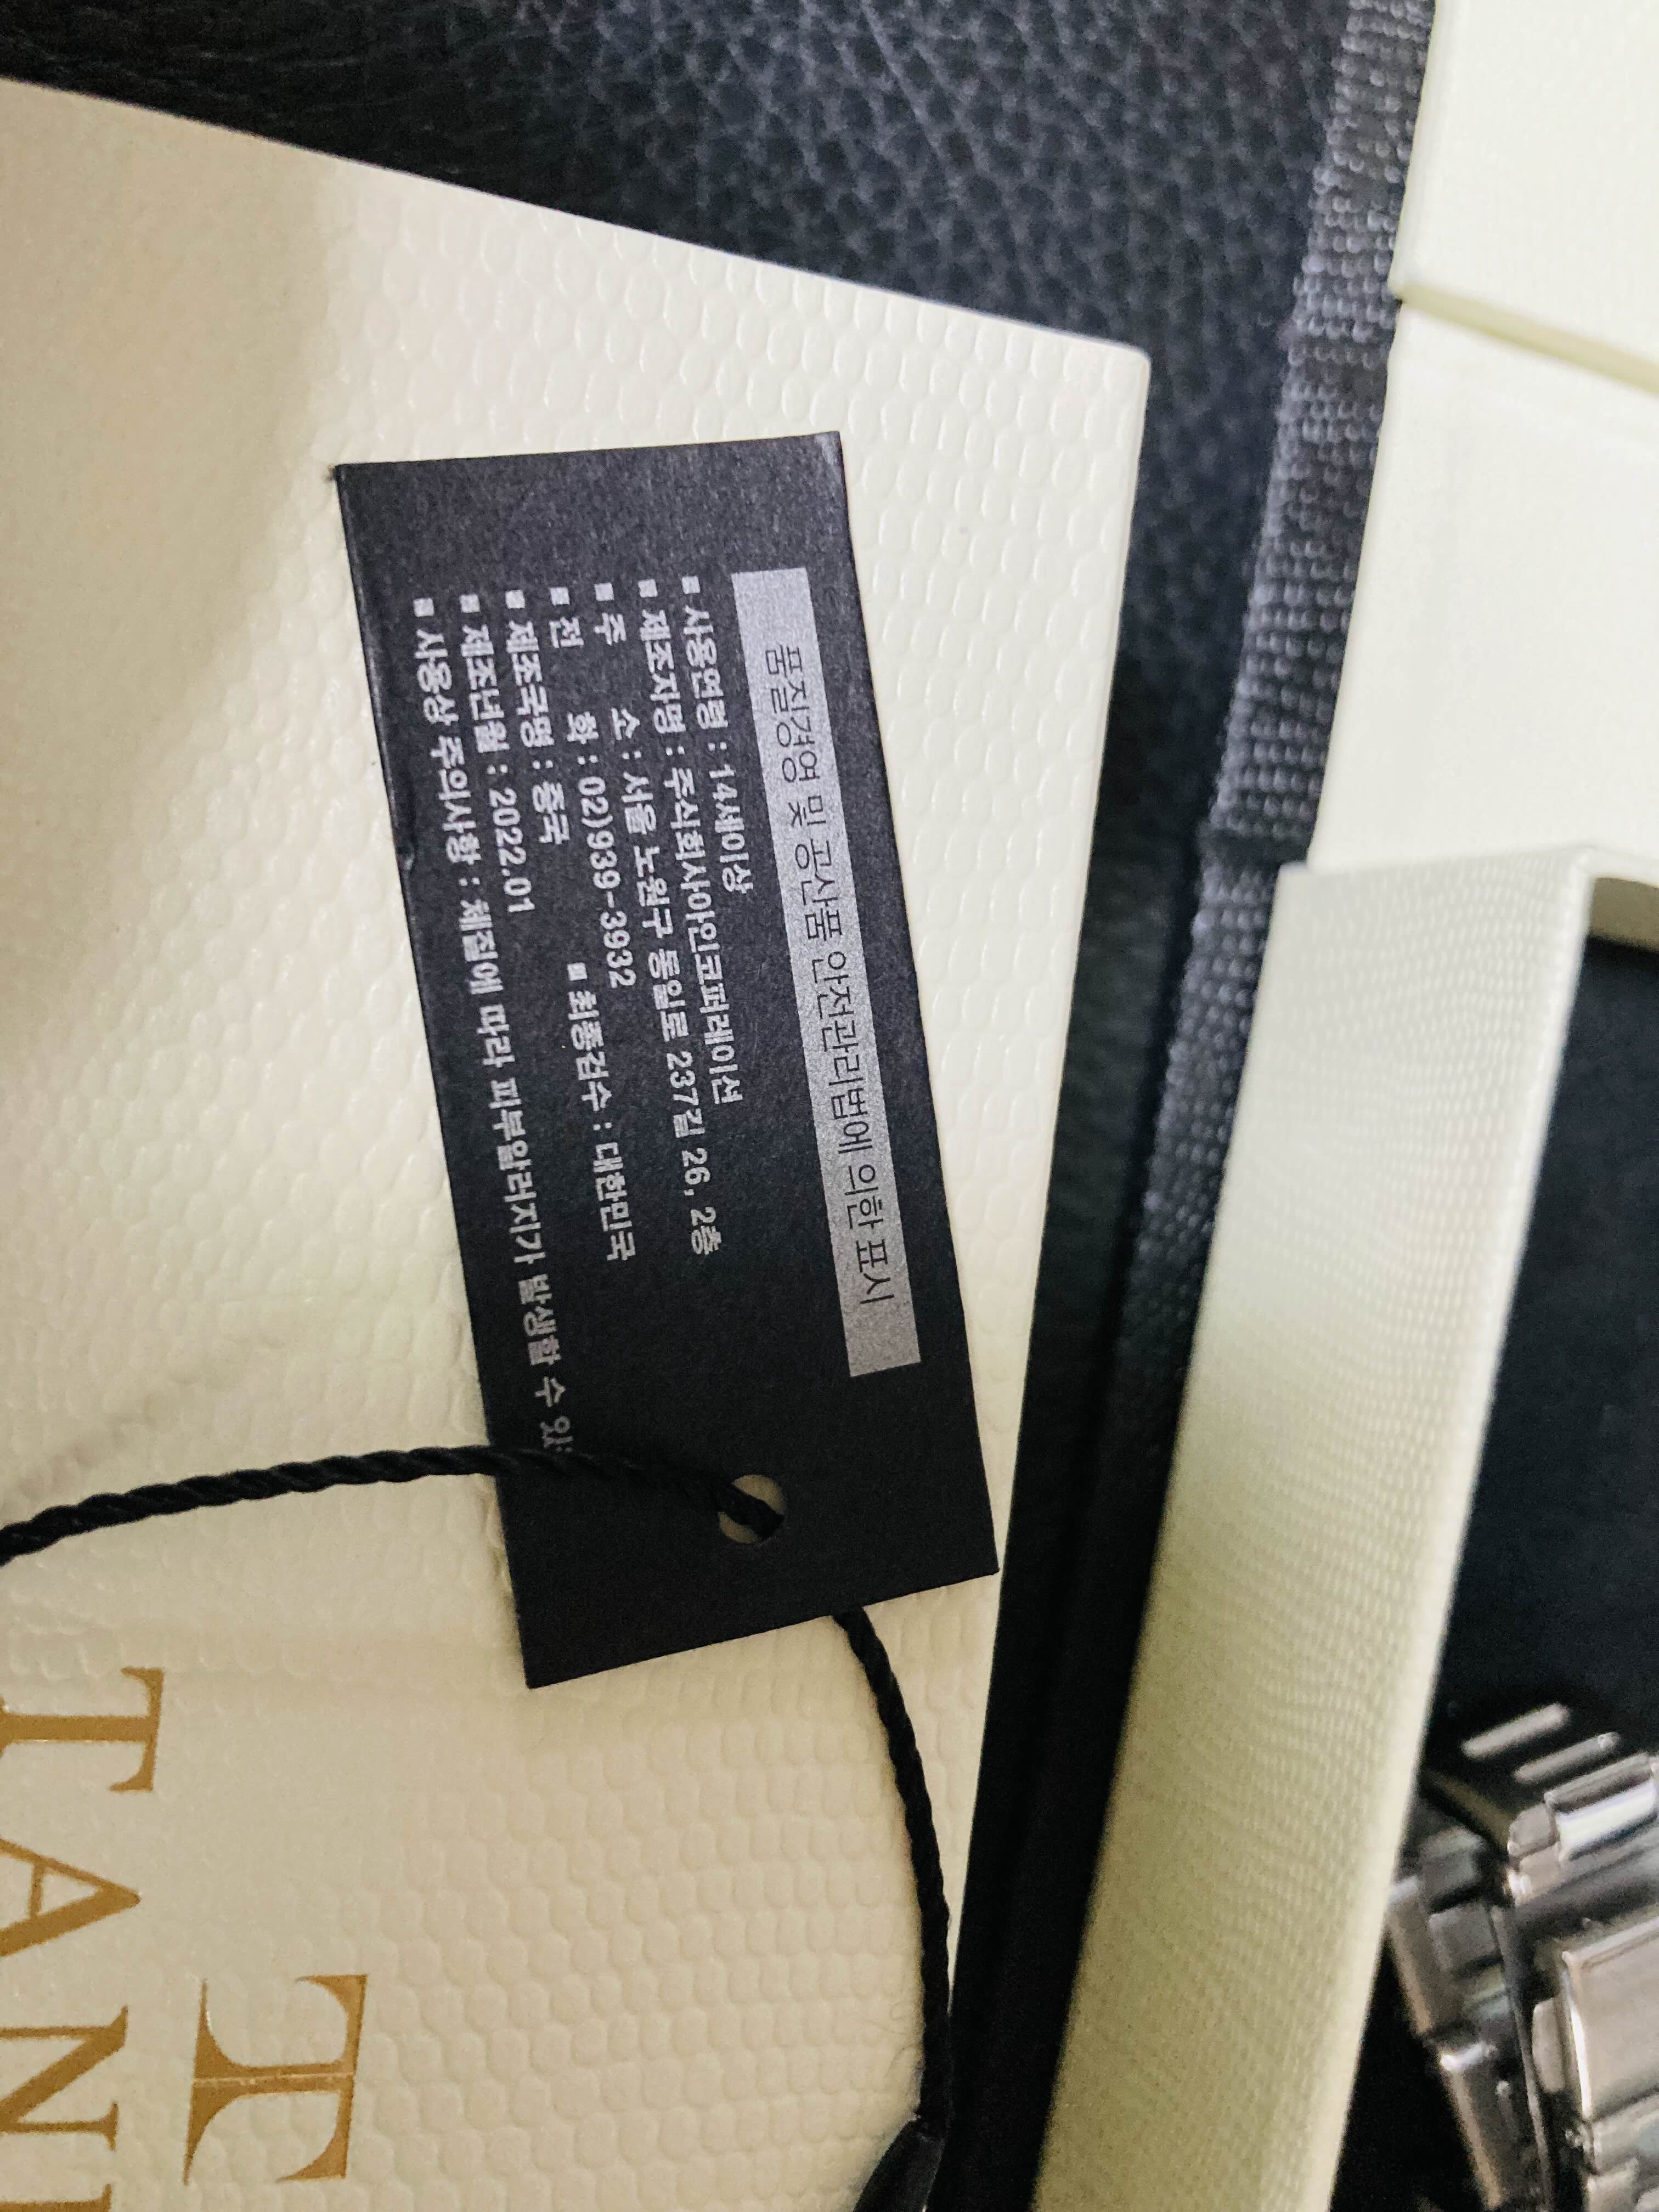 품질경영 및 공산품 안전관리법에 의한 표시
■ 사용연령 : 14세이상
■ 제조자명 : 주식회사아인코퍼레이션
■ 주 소 : 서울 노원구 동일로 237길 26, 2층
■ 전 화 : 02)939-3932
■ 제조국명 : 중국 ■ 최종검수 : 대한민국
■ 제조년월 : 2022.01
■ 사용상 주의사항 : 체질에 따라 피부알러지가 발생할 수
T